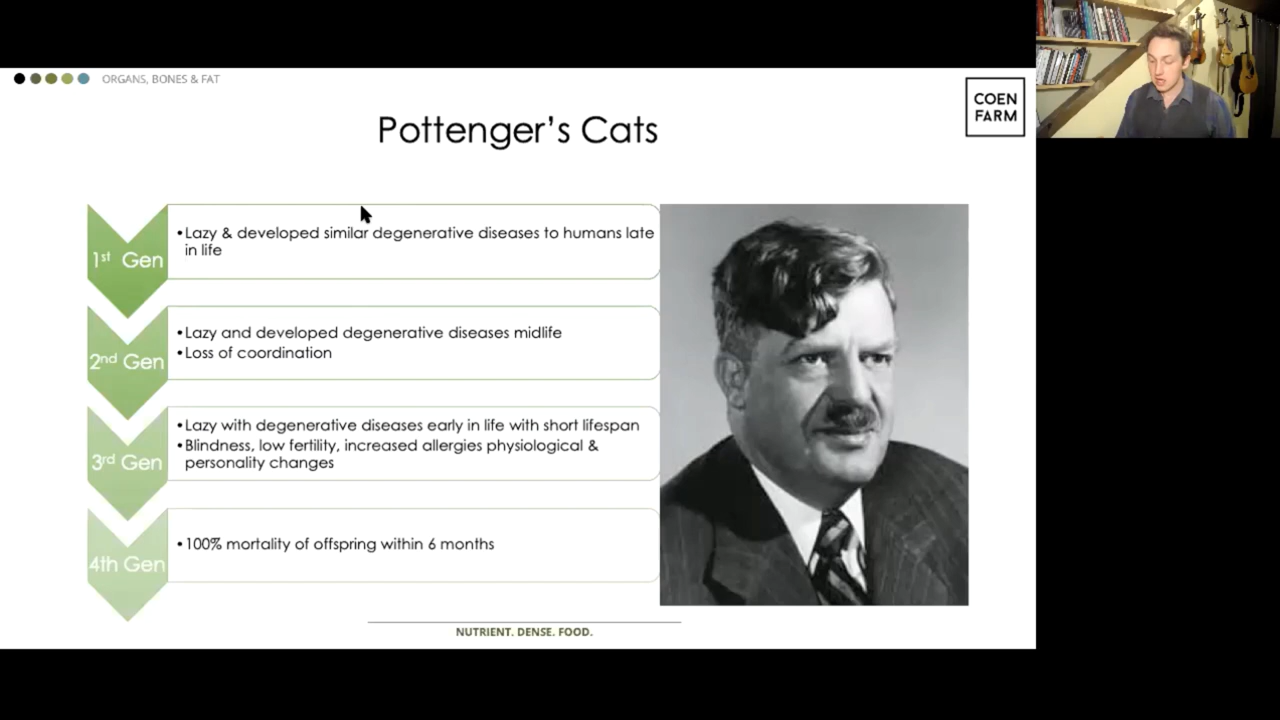 ORGANS, BONES & FAT
COEN
FARM
Pottenger's Cats
1st Gen
•Lazy & developed similar degenerative diseases to humans late
in life
2nd Gen
•Lazy and developed degenerative diseases midlife
•Loss of coordination
3rd Gen
•Lazy with degenerative diseases early in life with short lifespan
•Blindness, low fertility, increased allergies physiological &
personality changes
4th Gen
•100% mortality of offspring within 6 months
NUTRIENT. DENSE. FOOD.